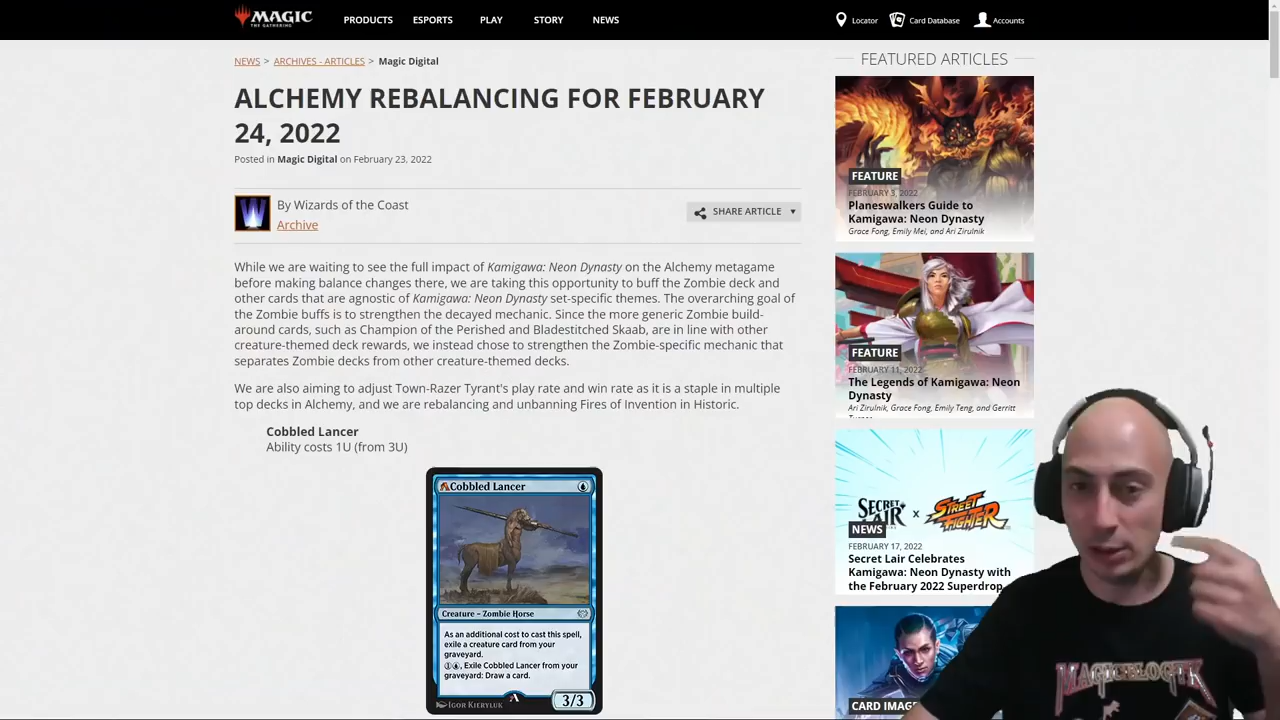 MAGIC
THE GATHERING
PRODUCTS
ESPORTS
PLAY
STORY
NEWS
Locator
Card Database
Accounts
NEWS > ARCHIVES - ARTICLES > Magic Digital
ALCHEMY REBALANCING FOR FEBRUARY
24, 2022
Posted in Magic Digital on February 23, 2022
By Wizards of the Coast
Archive
SHARE ARTICLE
While we are waiting to see the full impact of Kamigawa: Neon Dynasty on the Alchemy metagame
before making balance changes there, we are taking this opportunity to buff the Zombie deck and
other cards that are agnostic of Kamigawa: Neon Dynasty set-specific themes. The overarching goal of
the Zombie buffs is to strengthen the decayed mechanic. Since the more generic Zombie build-
around cards, such as Champion of the Perished and Bladestitched Skaab, are in line with other
creature-themed deck rewards, we instead chose to strengthen the Zombie-specific mechanic that
separates Zombie decks from other creature-themed decks.
We are also aiming to adjust Town-Razer Tyrant's play rate and win rate as it is a staple in multiple
top decks in Alchemy, and we are rebalancing and unbanning Fires of Invention in Historic.
Cobbled Lancer
Ability costs 1U (from 3U)
Cobbled Lancer
Creature – Zombie Horse
As an additional cost to cast this spell,
exile a creature card from your
graveyard.
, Exile Cobbled Lancer from your
graveyard: Draw a card.
IGOR KIERYLUK
3/3
FEATURED ARTICLES
FEATURE
FEBRUARY 3, 2022
Planeswalkers Guide to
Kamigawa: Neon Dynasty
Grace Fong, Emily Mei, and Ari Zirulnik
FEATURE
FEBRUARY 11, 2022
The Legends of Kamigawa: Neon
Dynasty
Ari Zirulnik, Grace Fong, Emily Teng, and Gerritt
SECRET LAIR x STREET FIGHTER
NEWS
FEBRUARY 17, 2022
Secret Lair Celebrates
Kamigawa: Neon Dynasty with
the February 2022 Superdrop
CARD IMAG